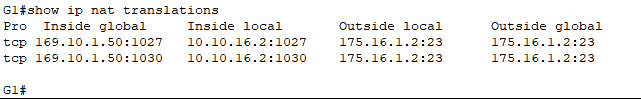 G1#show ip nat translations
Pro  Inside global     Inside local       Outside local      Outside global
tcp 169.10.1.50:1027   10.10.16.2:1027    175.16.1.2:23      175.16.1.2:23
tcp 169.10.1.50:1030   10.10.16.2:1030    175.16.1.2:23      175.16.1.2:23
G1#